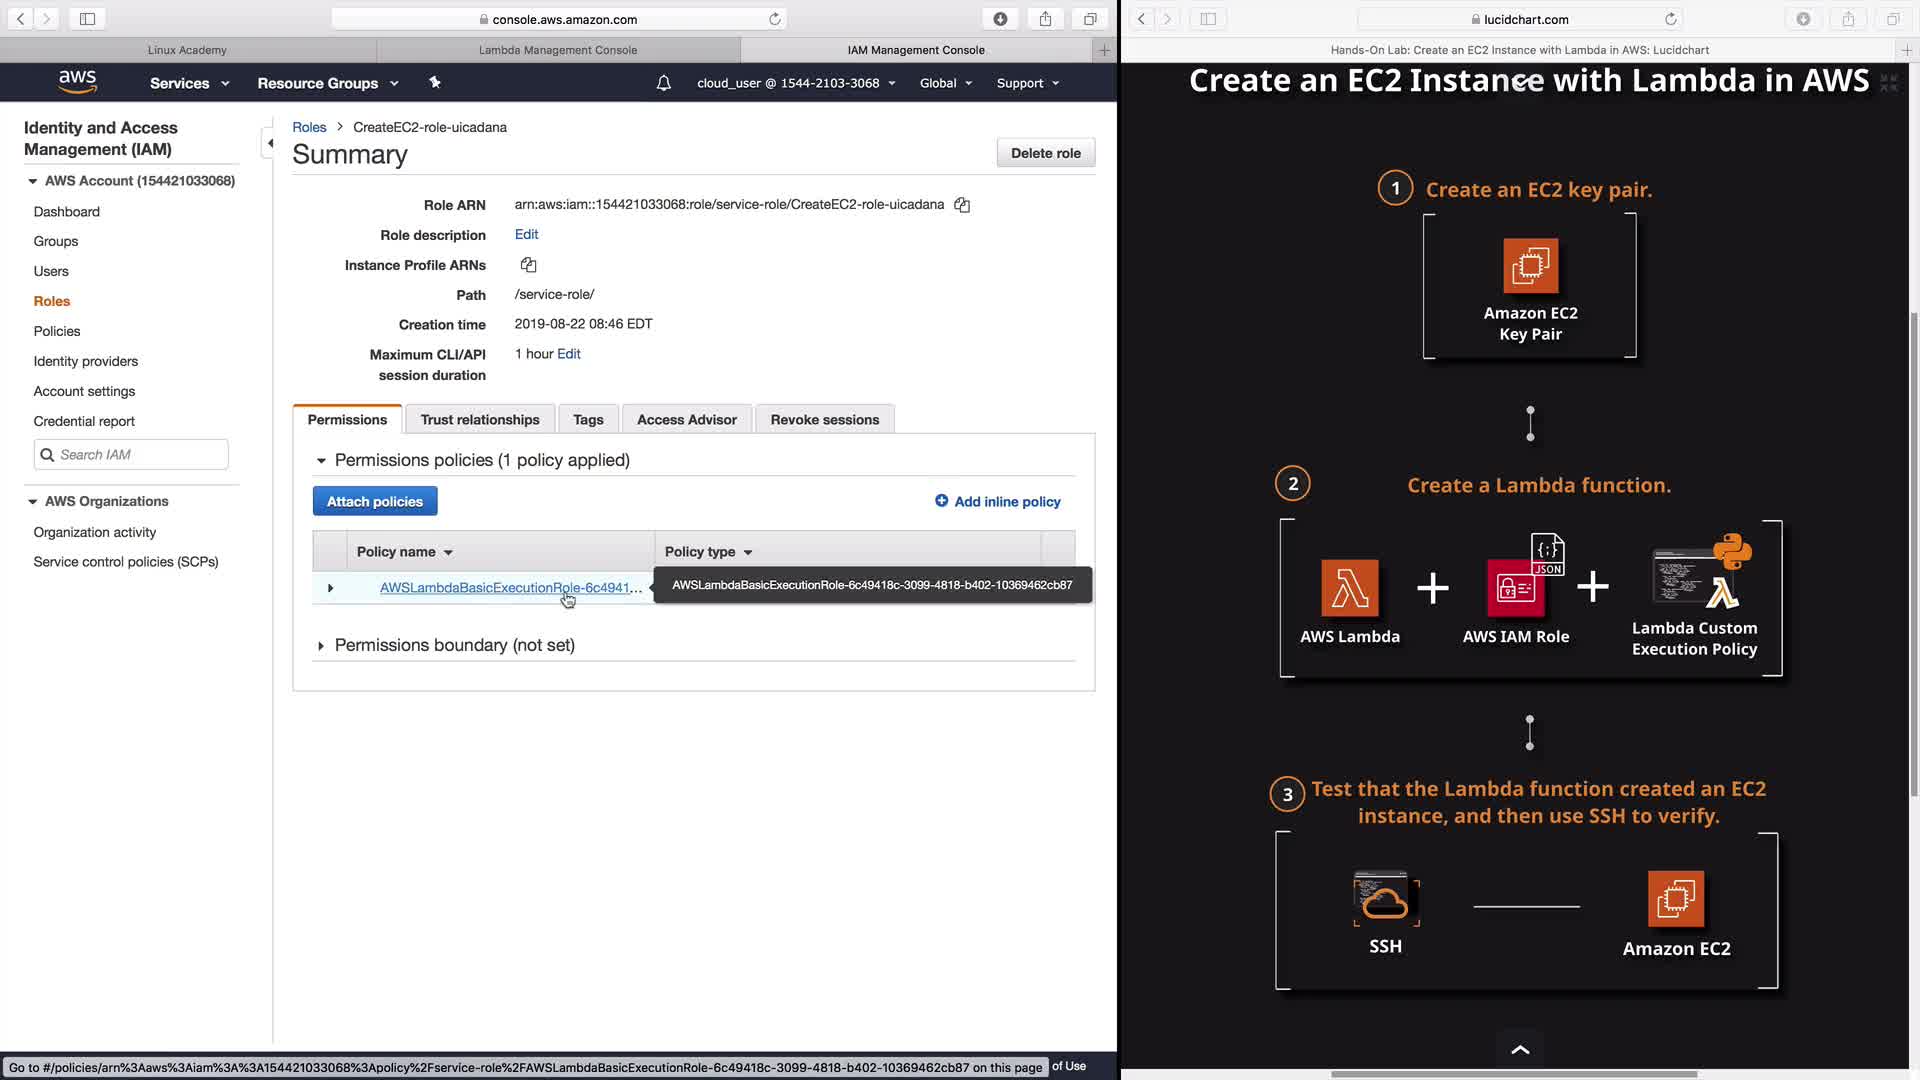 console.aws.amazon.com
Linux Academy
Lambda Management Console
IAM Management Console
aws
Services
Resource Groups
cloud_user @ 1544-2103-3068
Global
Support
Identity and Access
Management (IAM)
AWS Account (154421033068)
Dashboard
Groups
Users
Roles
Policies
Identity providers
Account settings
Credential report
Search IAM
AWS Organizations
Organization activity
Service control policies (SCPs)
Roles > CreateEC2-role-uicadana
Summary
Delete role
Role ARN arn:aws:iam::154421033068:role/service-role/CreateEC2-role-uicadana
Role description Edit
Instance Profile ARNs
Path /service-role/
Creation time 2019-08-22 08:46 EDT
Maximum CLI/API
session duration
1 hour Edit
Permissions
Trust relationships
Tags
Access Advisor
Revoke sessions
Permissions policies (1 policy applied)
Attach policies
Add inline policy
Policy name
Policy type
AWSLambdaBasicExecutionRole-6c4941...
AWSLambdaBasicExecutionRole-6c49418c-3099-4818-b402-10369462cb87
Permissions boundary (not set)
Go to #/policies/arn%3Aaws%3Aiam%3A%3A154421033068%3Apolicy%2Fservice-role%2FAWSLambdaBasicExecutionRole-6c49418c-3099-4818-b402-10369462cb87 on this page
of Use
lucidchart.com
Hands-On Lab: Create an EC2 Instance with Lambda in AWS: Lucidchart
Create an EC2 Instance with Lambda in AWS
1
Create an EC2 key pair.
Amazon EC2
Key Pair
2
Create a Lambda function.
JSON
AWS Lambda
AWS IAM Role
Lambda Custom
Execution Policy
3
Test that the Lambda function created an EC2
instance, and then use SSH to verify.
SSH
Amazon EC2